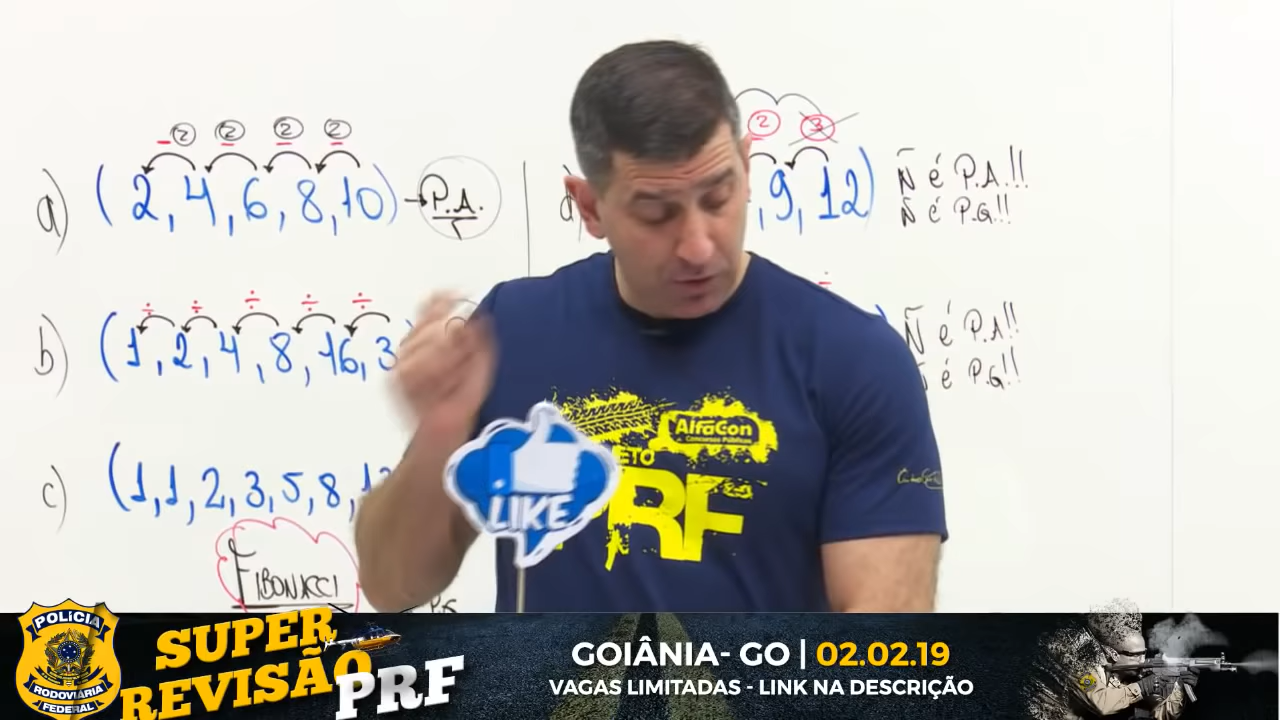 ② ② ② ②
a) (2, 4, 6, 8, 10) → P.A.
b) (1, 2, 4, 8, 16, 3
÷ ÷ ÷ ÷ ÷
c) (1, 1, 2, 3, 5, 8, 1
FIBONACCI
P.G
② ③
d) , 9, 12)
Ñ é P.A.!!
Ñ é P.G!!
÷
Ñ é P.A!!
é P.G!!
AlfaCon
Concursos Públicos
ETO
PRF
LIKE
POLÍCIA
RODOVIÁRIA
FEDERAL
SUPER
REVISÃO
PRF
GOIÂNIA- GO | 02.02.19
VAGAS LIMITADAS - LINK NA DESCRIÇÃO